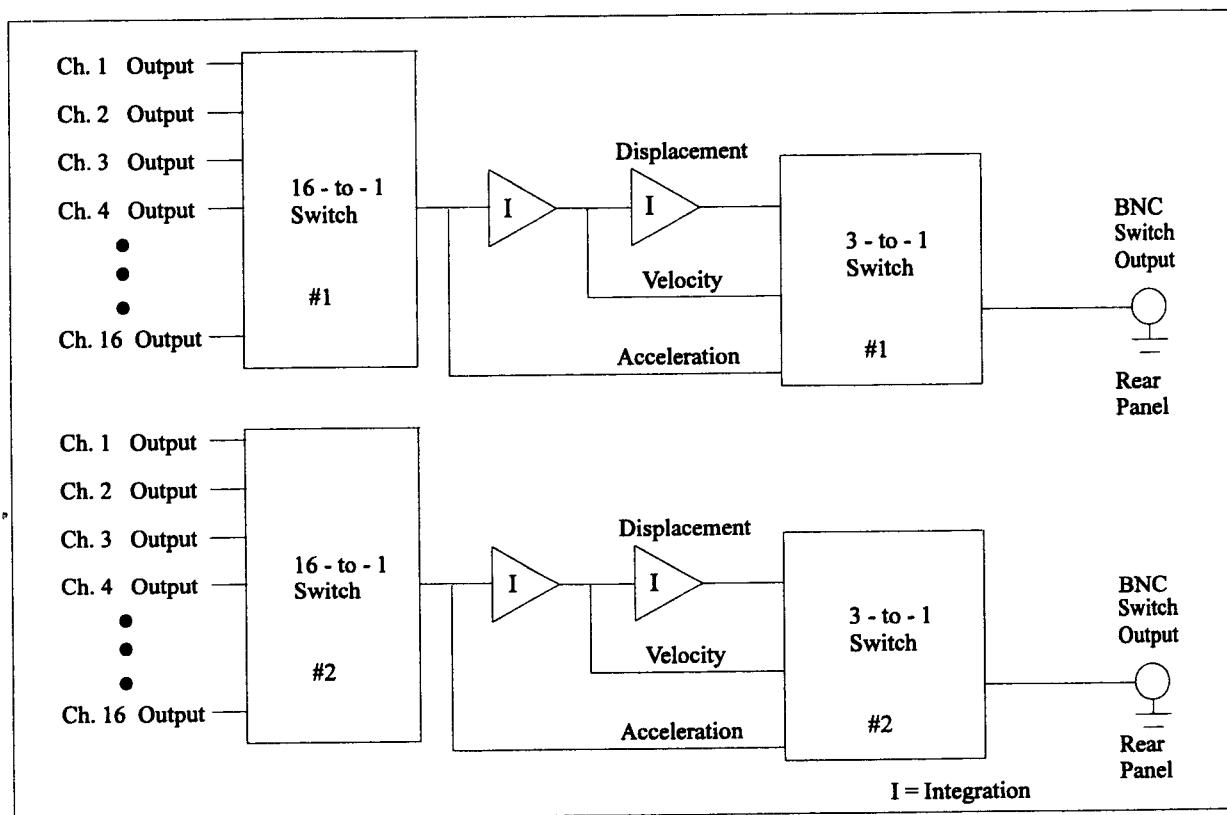 Ch. 1 Output
Ch. 2 Output
Ch. 3 Output
Ch. 4 Output
Ch. 16 Output
16 - to - 1
Switch
#1
I
Displacement
I
Velocity
Acceleration
3 - to - 1
Switch
#1
BNC
Switch
Output
Rear
Panel
Ch. 1 Output
Ch. 2 Output
Ch. 3 Output
Ch. 4 Output
Ch. 16 Output
16 - to - 1
Switch
#2
I
Displacement
I
Velocity
Acceleration
3 - to - 1
Switch
#2
BNC
Switch
Output
Rear
Panel
I = Integration